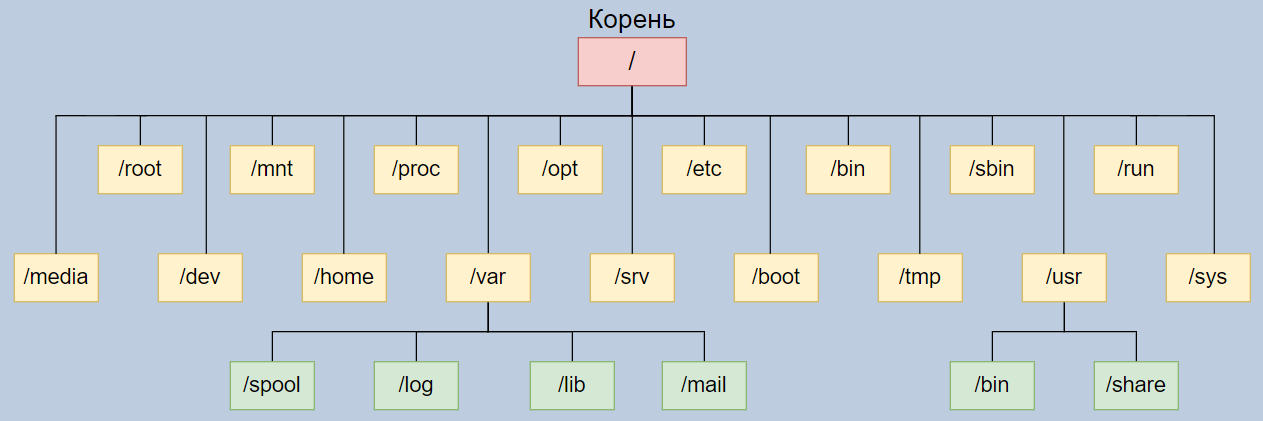 Корень
/
/root
/mnt
/proc
/opt
/etc
/bin
/sbin
/run
/media
/dev
/home
/var
/srv
/boot
/tmp
/usr
/sys
/spool
/log
/lib
/mail
/bin
/share